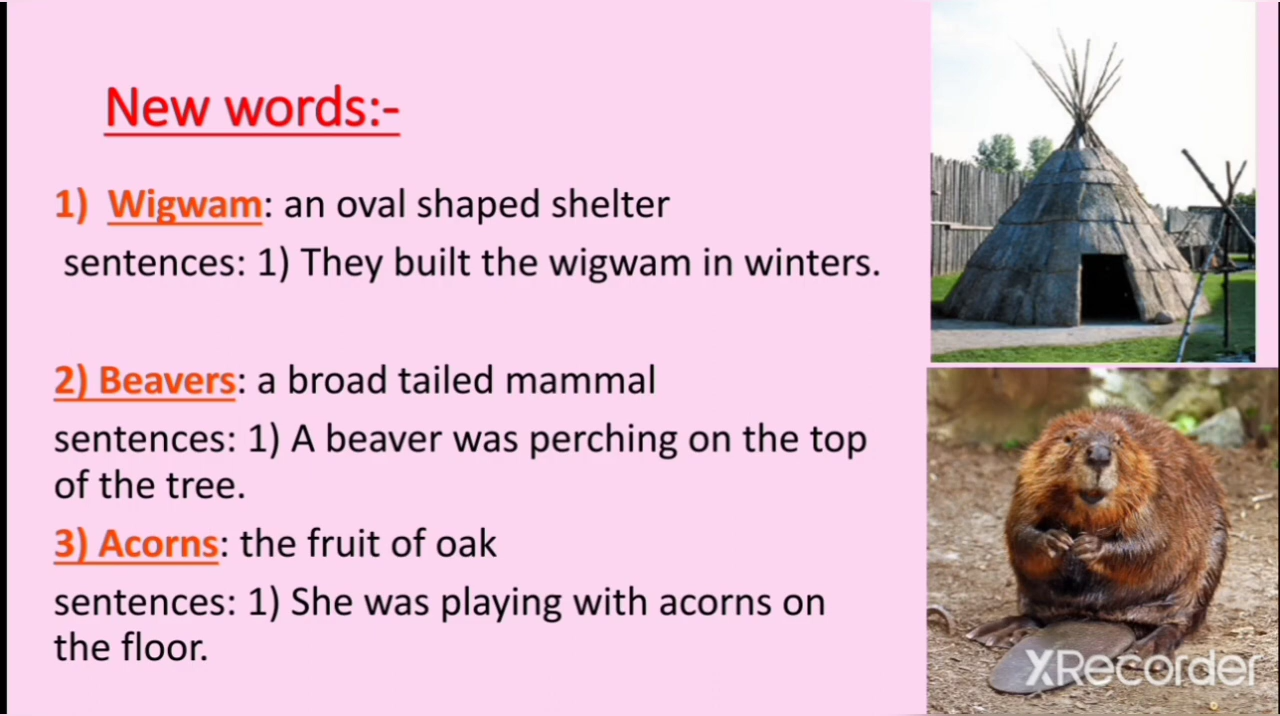 New words:-
1) Wigwam: an oval shaped shelter
sentences: 1) They built the wigwam in winters.
2) Beavers: a broad tailed mammal
sentences: 1) A beaver was perching on the top
of the tree.
3) Acorns: the fruit of oak
sentences: 1) She was playing with acorns on
the floor.
XRecorder